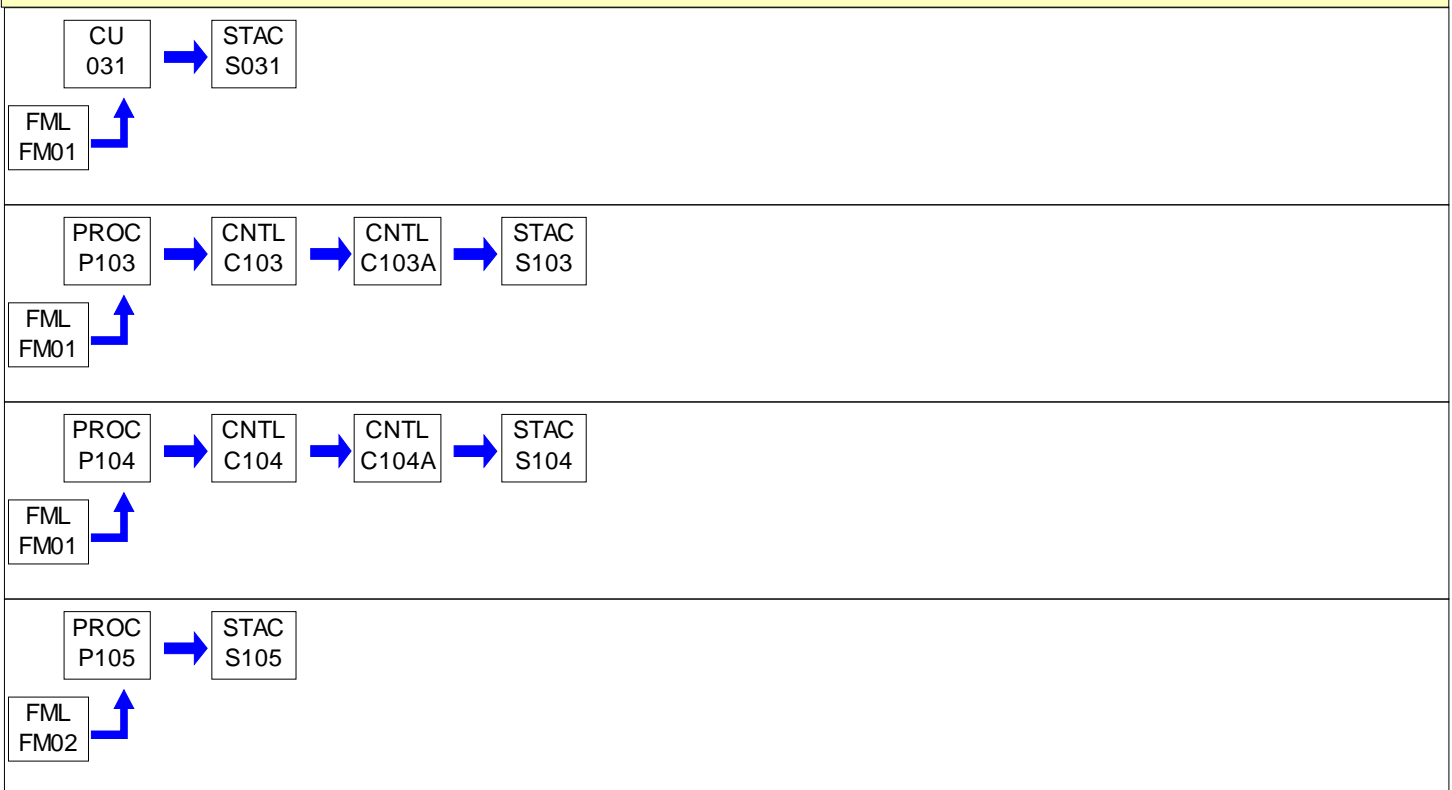 CU
031
STAC
S031
FML
FM01
PROC
P103
CNTL
C103
CNTL
C103A
STAC
S103
FML
FM01
PROC
P104
CNTL
C104
CNTL
C104A
STAC
S104
FML
FM01
PROC
P105
STAC
S105
FML
FM02